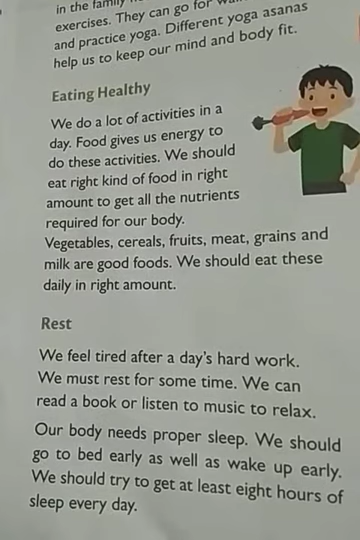 in the family
exercises. They can go for
and practice yoga. Different yoga asanas
help us to keep our mind and body fit.
Eating Healthy
We do a lot of activities in a
day. Food gives us energy to
do these activities. We should
eat right kind of food in right
amount to get all the nutrients
required for our body.
Vegetables, cereals, fruits, meat, grains and
milk are good foods. We should eat these
daily in right amount.
Rest
We feel tired after a day's hard work.
We must rest for some time. We can
read a book or listen to music to relax.
Our body needs proper sleep. We should
go to bed early as well as wake up early.
We should try to get at least eight hours of
sleep every day.